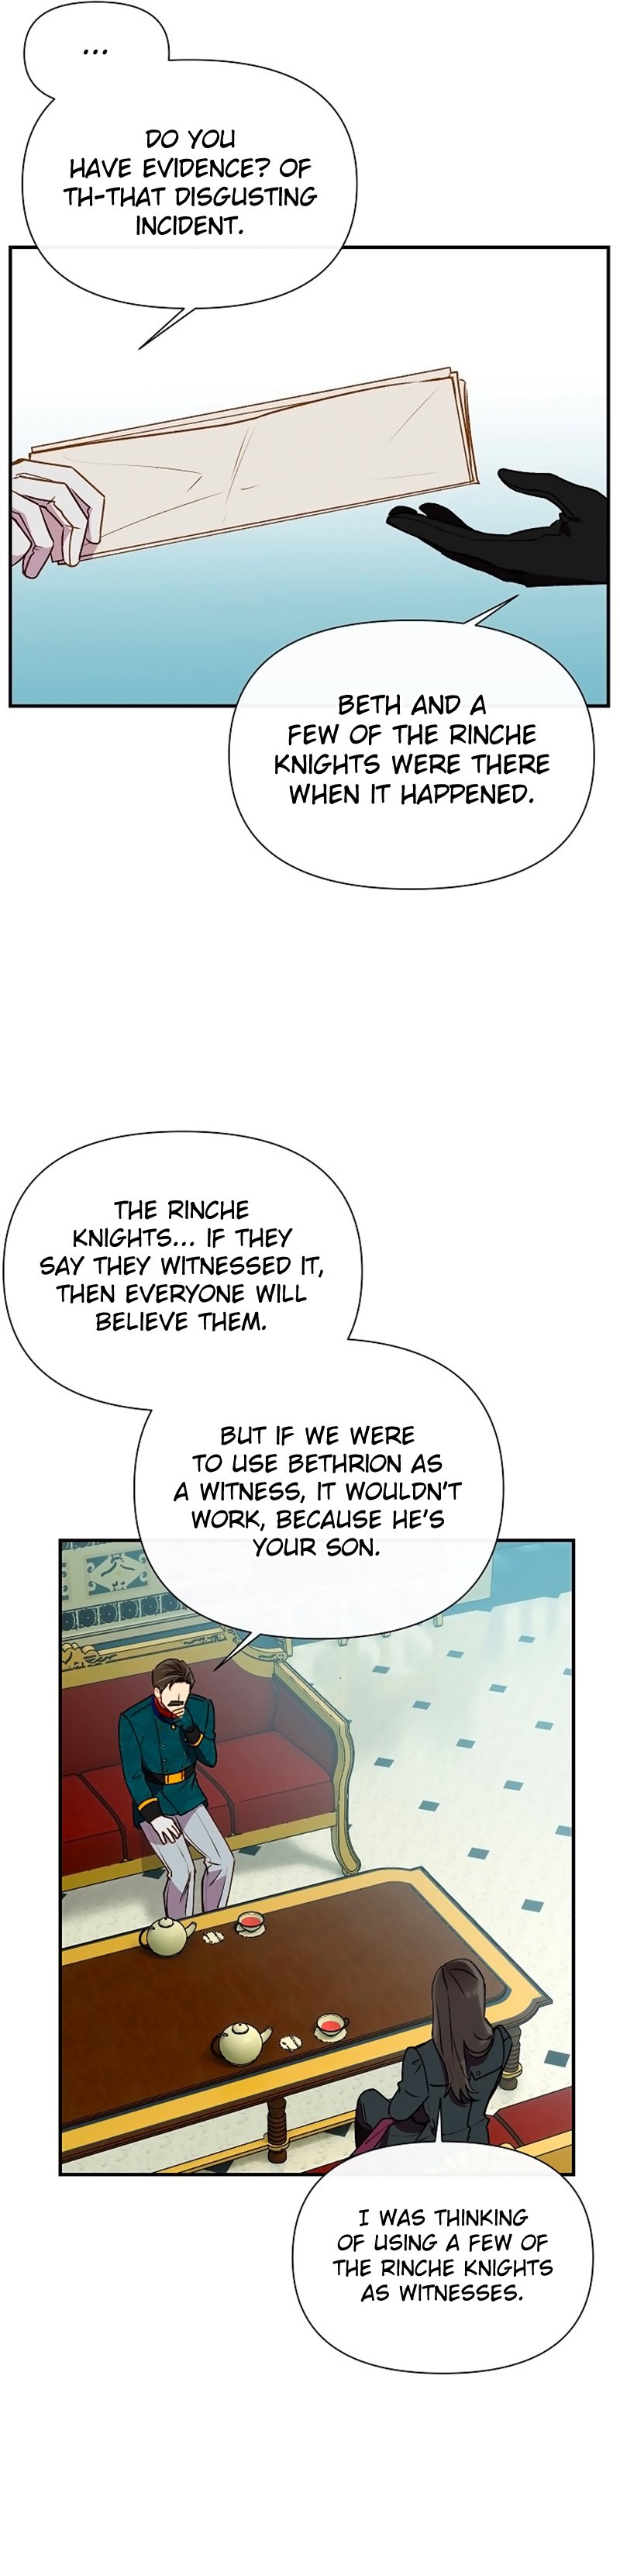 ...
DO YOU
HAVE EVIDENCE? OF
TH-THAT DISGUSTING
INCIDENT.
BETH AND A
FEW OF THE RINCHE
KNIGHTS WERE THERE
WHEN IT HAPPENED.
THE RINCHE
KNIGHTS... IF THEY
SAY THEY WITNESSED IT,
THEN EVERYONE WILL
BELIEVE THEM.
BUT IF WE WERE
TO USE BETHRION AS
A WITNESS, IT WOULDN'T
WORK, BECAUSE HE'S
YOUR SON.
I WAS THINKING
OF USING A FEW OF
THE RINCHE KNIGHTS
AS WITNESSES.